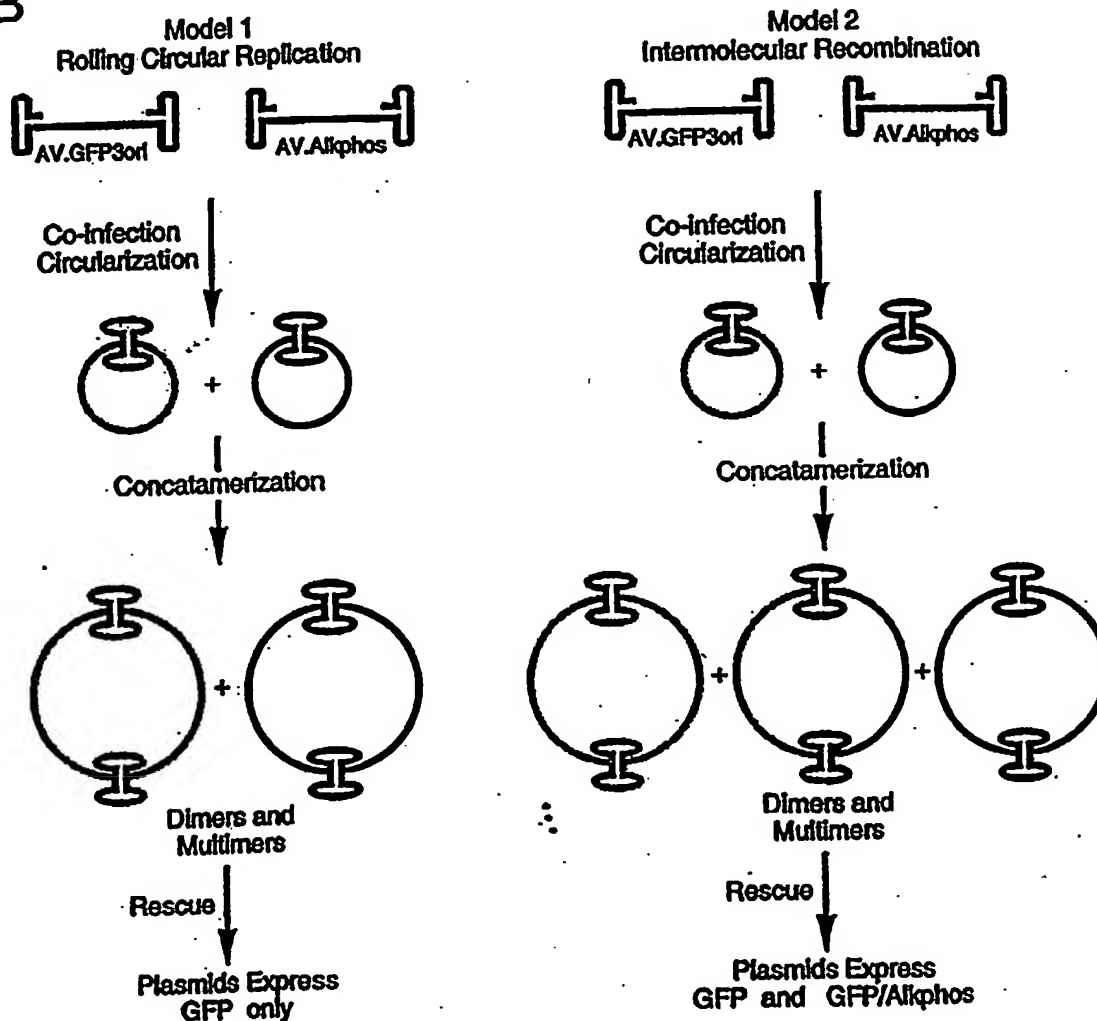 B
Model 1
Rolling Circular Replication
AV.GFP3ori
AV.Alkphos
Co-infection
Circularization
+
Concatamerization
+
Dimers and
Multimers
Rescue
Plasmids Express
GFP only
Model 2
Intermolecular Recombination
AV.GFP3ori
AV.Alkphos
Co-infection
Circularization
+
Concatamerization
+
+
Dimers and
Multimers
Rescue
Plasmids Express
GFP and GFP/Alkphos